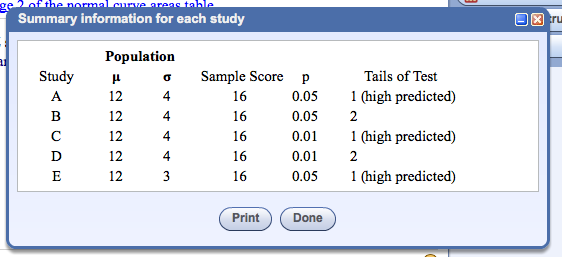 ge 2 of the normal curve areas table
Summary information for each study
Population
Study μ σ Sample Score p Tails of Test
A 12 4 16 0.05 1 (high predicted)
B 12 4 16 0.05 2
C 12 4 16 0.01 1 (high predicted)
D 12 4 16 0.01 2
E 12 3 16 0.05 1 (high predicted)
Print Done